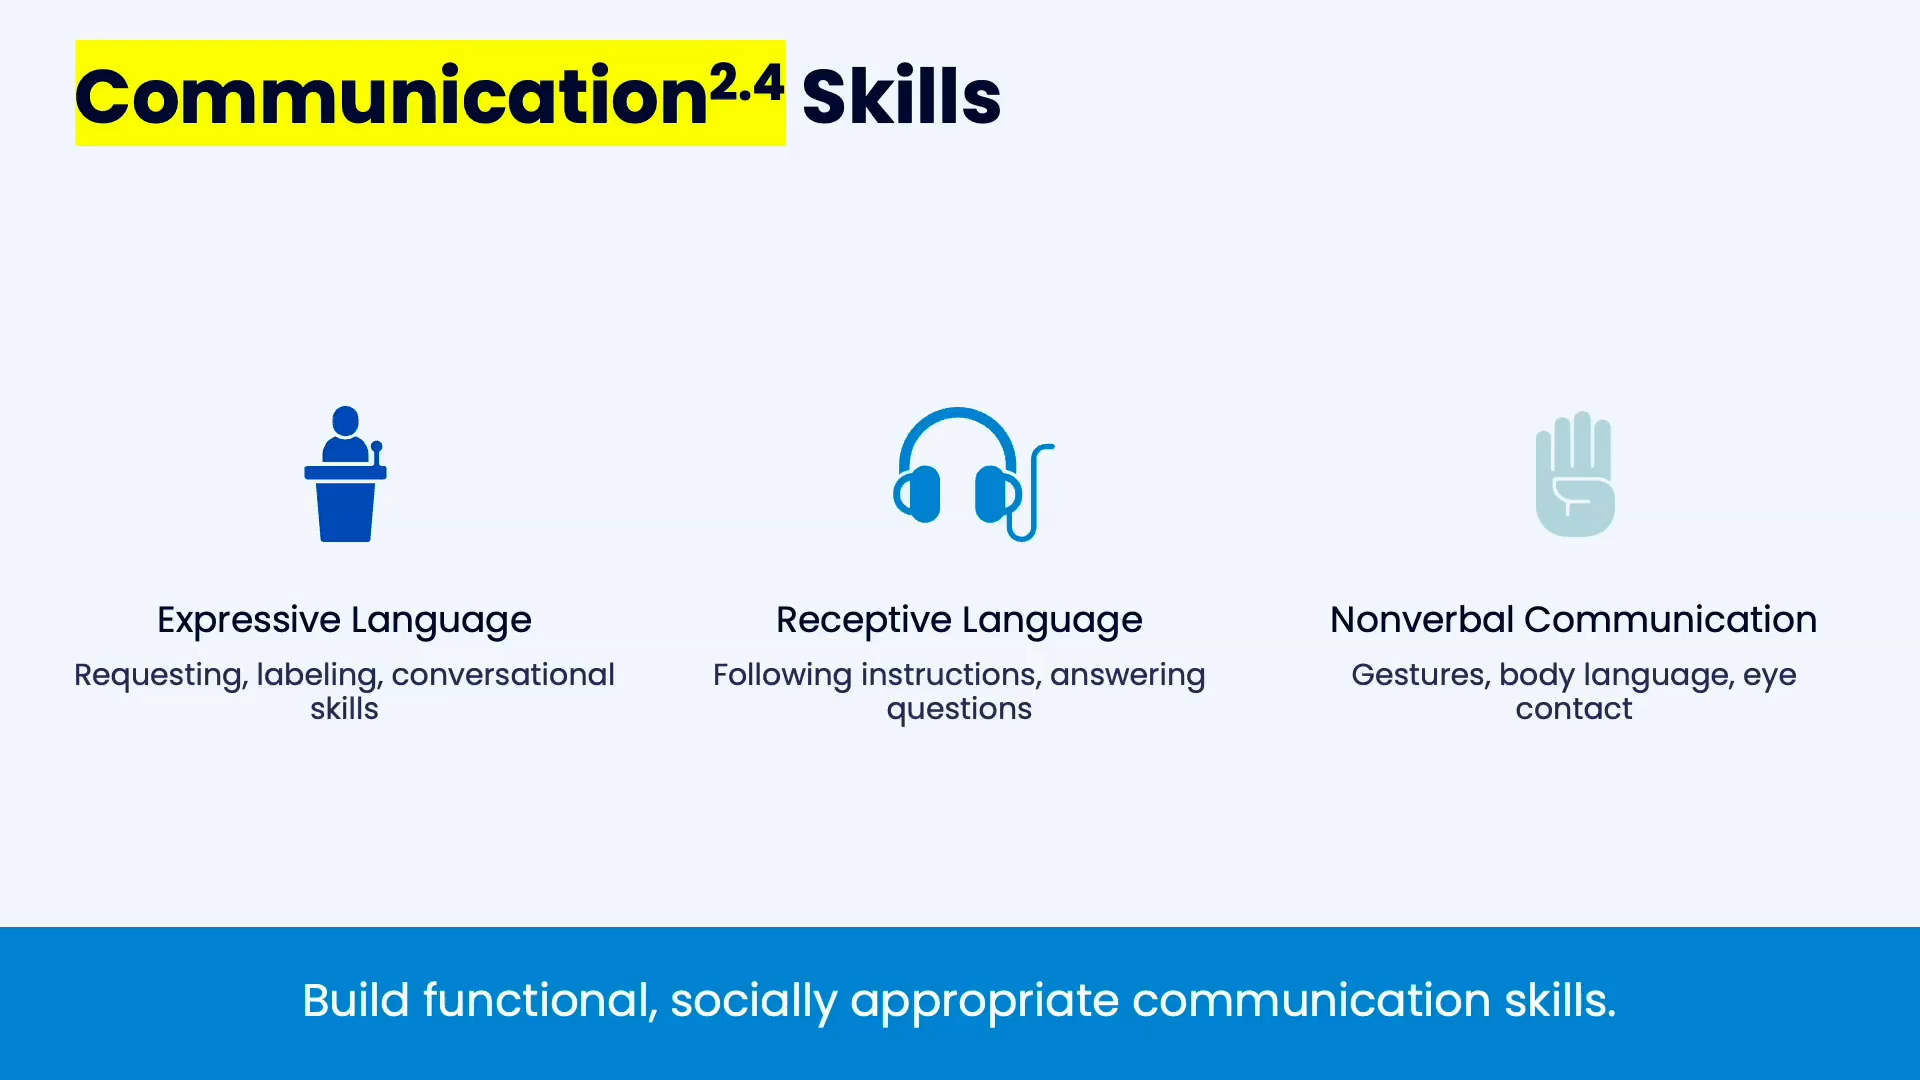 Communication2.4 Skills
Expressive Language
Requesting, labeling, conversational
skills
Receptive Language
Following instructions, answering
questions
Nonverbal Communication
Gestures, body language, eye
contact
Build functional, socially appropriate communication skills.